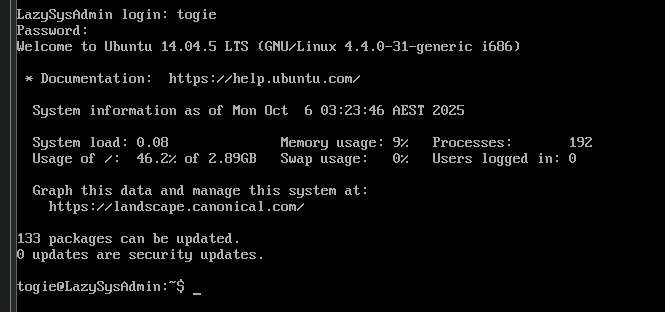 LazySysAdmin login: togie
Password:
Welcome to Ubuntu 14.04.5 LTS (GNU/Linux 4.4.0-31-generic i686)
* Documentation:  https://help.ubuntu.com/
System information as of Mon Oct  6 03:23:46 AEST 2025
System load: 0.08              Memory usage: 9%   Processes:       192
Usage of /:  46.2% of 2.89GB   Swap usage:   0%   Users logged in: 0
Graph this data and manage this system at:
https://landscape.canonical.com/
133 packages can be updated.
0 updates are security updates.
togie@LazySysAdmin:~$ _